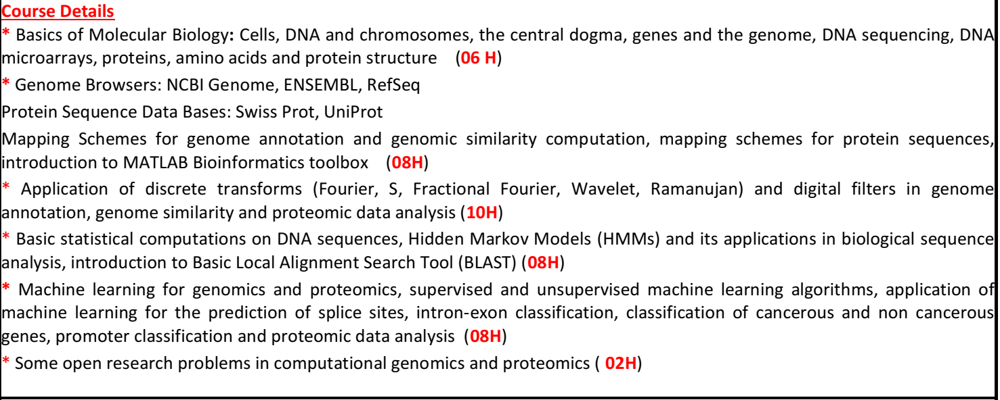 Course Details
* Basics of Molecular Biology: Cells, DNA and chromosomes, the central dogma, genes and the genome, DNA sequencing, DNA
microarrays, proteins, amino acids and protein structure (06 H)
* Genome Browsers: NCBI Genome, ENSEMBL, RefSeq
Protein Sequence Data Bases: Swiss Prot, UniProt
Mapping Schemes for genome annotation and genomic similarity computation, mapping schemes for protein sequences,
introduction to MATLAB Bioinformatics toolbox (08H)
* Application of discrete transforms (Fourier, S, Fractional Fourier, Wavelet, Ramanujan) and digital filters in genome
annotation, genome similarity and proteomic data analysis (10H)
* Basic statistical computations on DNA sequences, Hidden Markov Models (HMMs) and its applications in biological sequence
analysis, introduction to Basic Local Alignment Search Tool (BLAST) (08H)
* Machine learning for genomics and proteomics, supervised and unsupervised machine learning algorithms, application of
machine learning for the prediction of splice sites, intron-exon classification, classification of cancerous and non cancerous
genes, promoter classification and proteomic data analysis (08H)
* Some open research problems in computational genomics and proteomics ( 02H)